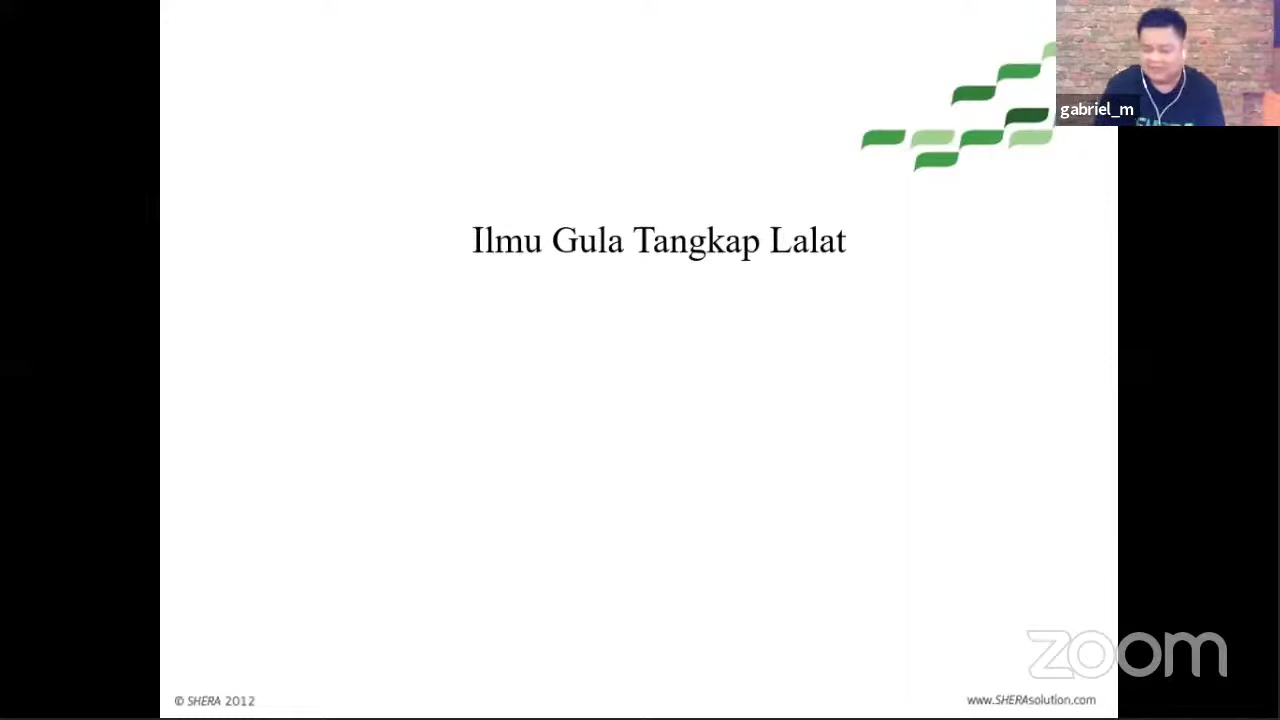 gabriel_m
Ilmu Gula Tangkap Lalat
zoom
© SHERA 2012
www.SHERAsolution.com